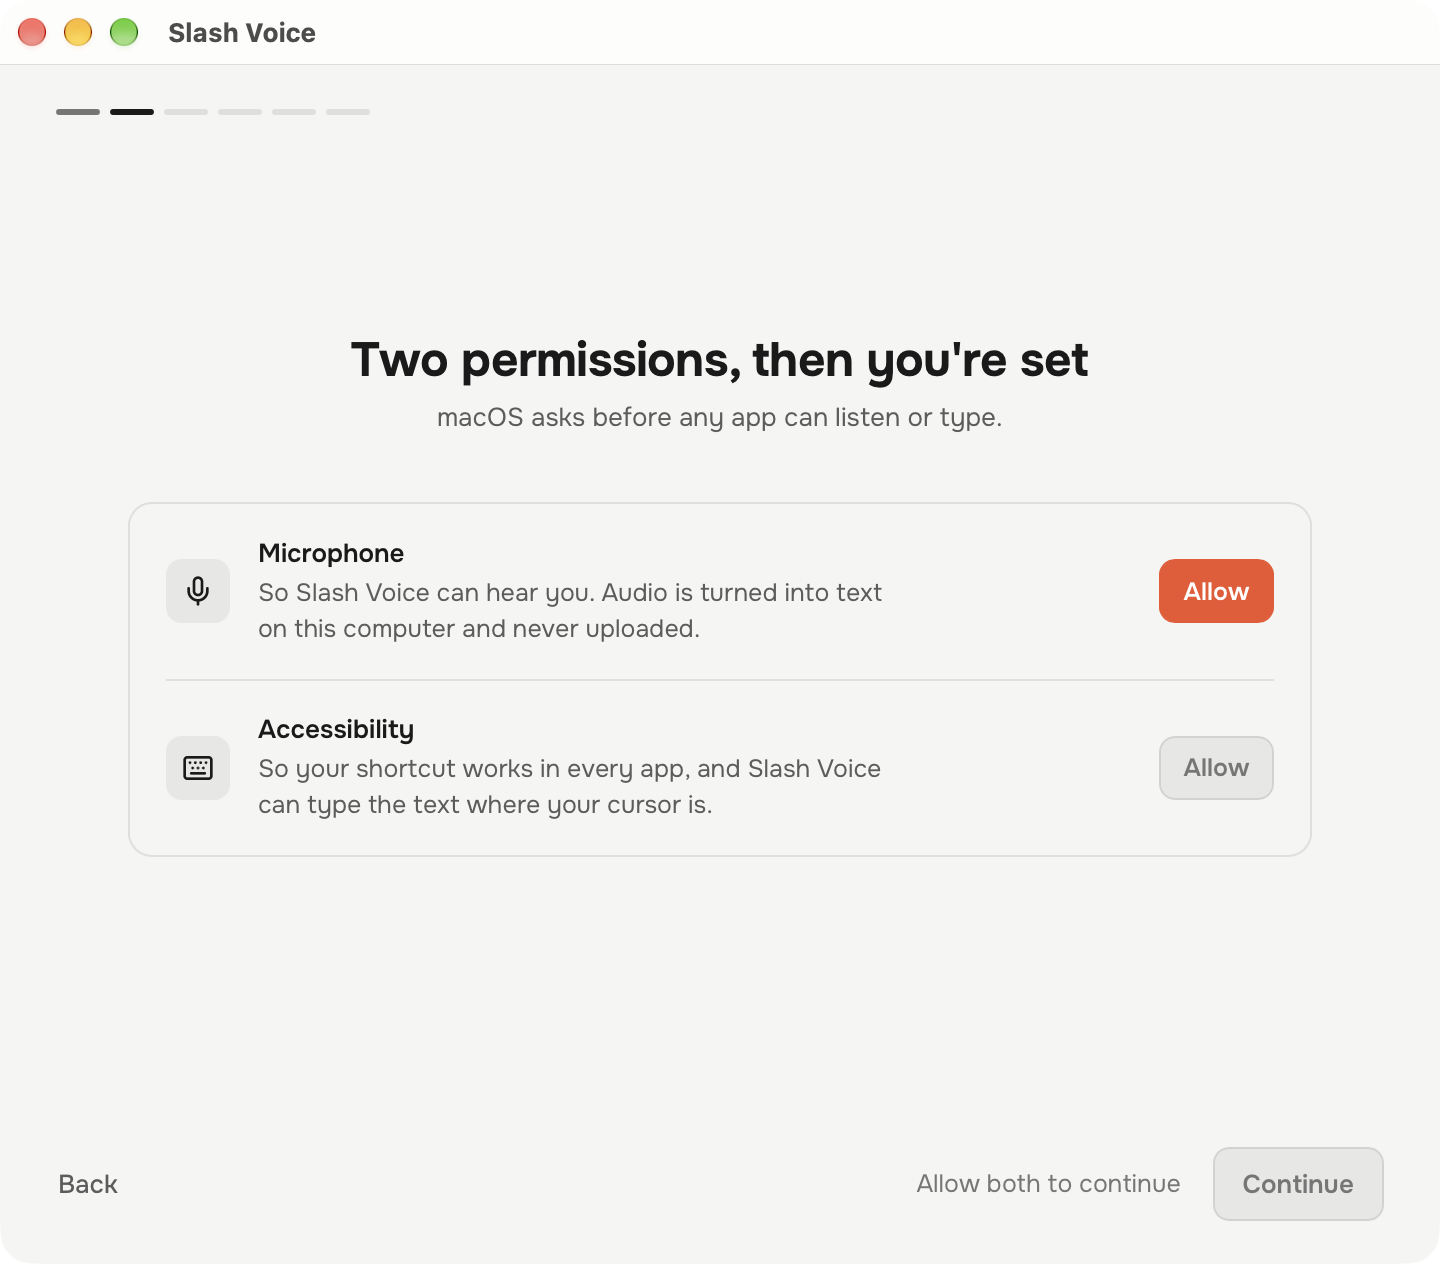 Slash Voice
Two permissions, then you're set
macOS asks before any app can listen or type.
Microphone
So Slash Voice can hear you. Audio is turned into text
on this computer and never uploaded.
Allow
Accessibility
So your shortcut works in every app, and Slash Voice
can type the text where your cursor is.
Allow
Back
Allow both to continue
Continue